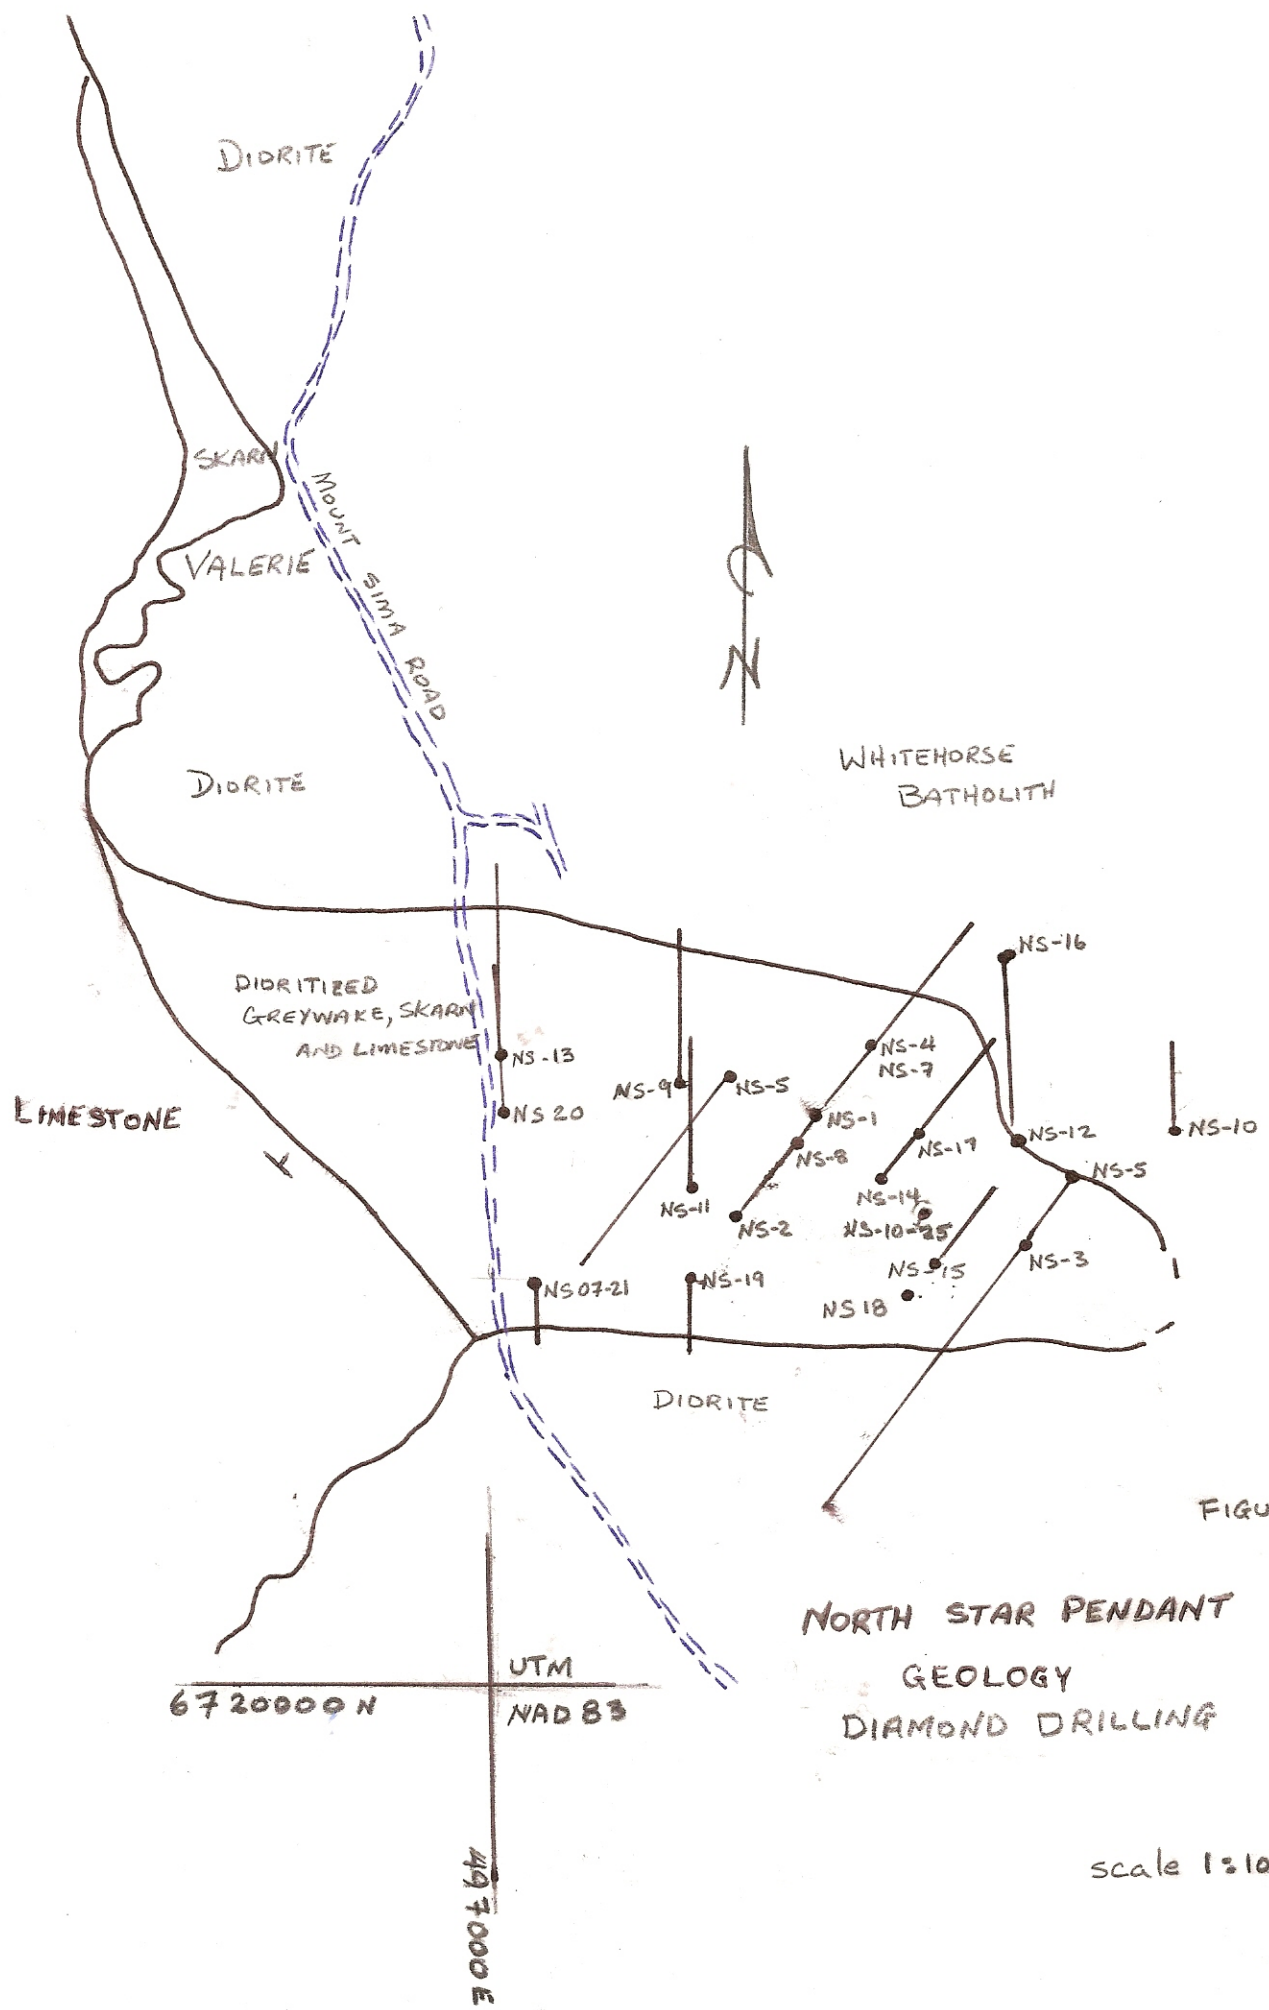 DIORITE
SKARN
MOUNT SIMA ROAD
VALERIE
N
WHITEHORSE
BATHOLITH
DIORITE
NS-16
DIORITIZED
GREYWAKE, SKARN
AND LIMESTONE
NS-13
NS-4
NS-7
NS-9
NS-5
NS 20
LIMESTONE
NS-1
NS-12
NS-10
NS-8
NS-17
NS-5
NS-11
NS-14
NS-2
NS-10-25
NS-3
NS-15
NS 07-21
NS-19
NS 18
DIORITE
NORTH STAR PENDANT
GEOLOGY
DIAMOND DRILLING
UTM
6720000 N
NAD 83
scale 1:10
497000E